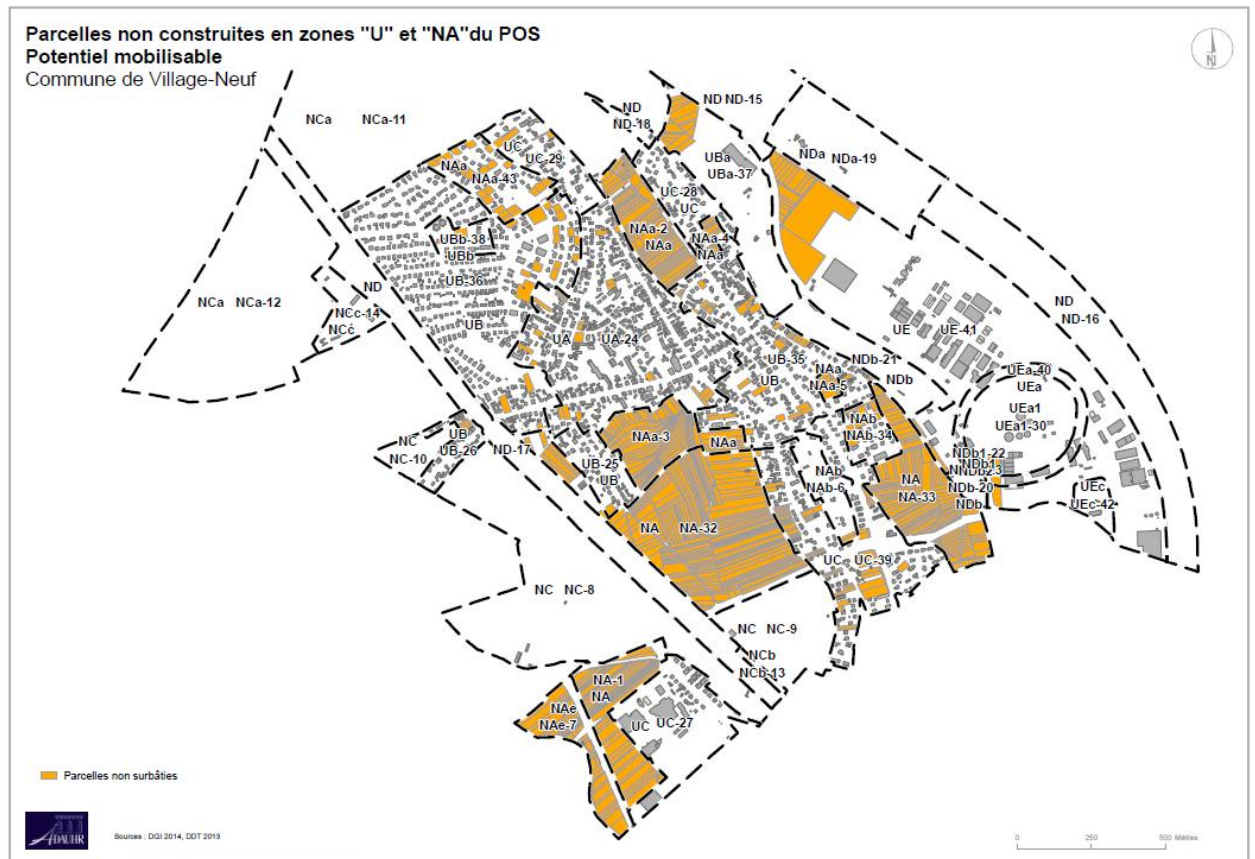 Parcelles non construites en zones "U" et "NA"du POS
Potentiel mobilisable
Commune de Village-Neuf
N
NCa NCa-11
ND
ND-18
ND ND-15
UC
UC-29
NAa
NAa-43
UBa
UBa-37
NDa NDa-19
UC-28
UC
NAa-2
NAa
NAa-4
NAa
UBb-38
UBb
UB-36
UB
NCa NCa-12
ND
NCc-14
NCc
UA UA-24
UE UE-41
ND
ND-16
UB-35
UB
NDb-21
NDb
NAa
NAa-5
UEa-40
UEa
UEa1
UEa1-30
NAb
NAb-34
NAa-3
NAa
UB
UB-26
NC
NC-10
ND-17
UB-25
UB
NAb
NAb-6
NA
NA-33
NDb1-22
NDb1
NDb-20
NDb
UEc
UEc-42
NA NA-32
UC UC-39
NC NC-8
NC NC-9
NCb
NCb-13
NA-1
NA
NAe
NAe-7
UC UC-27
Parcelles non surbâties
ADAUHR
Sources : DGI 2014, DDT 2013
0 250 500 Mètres